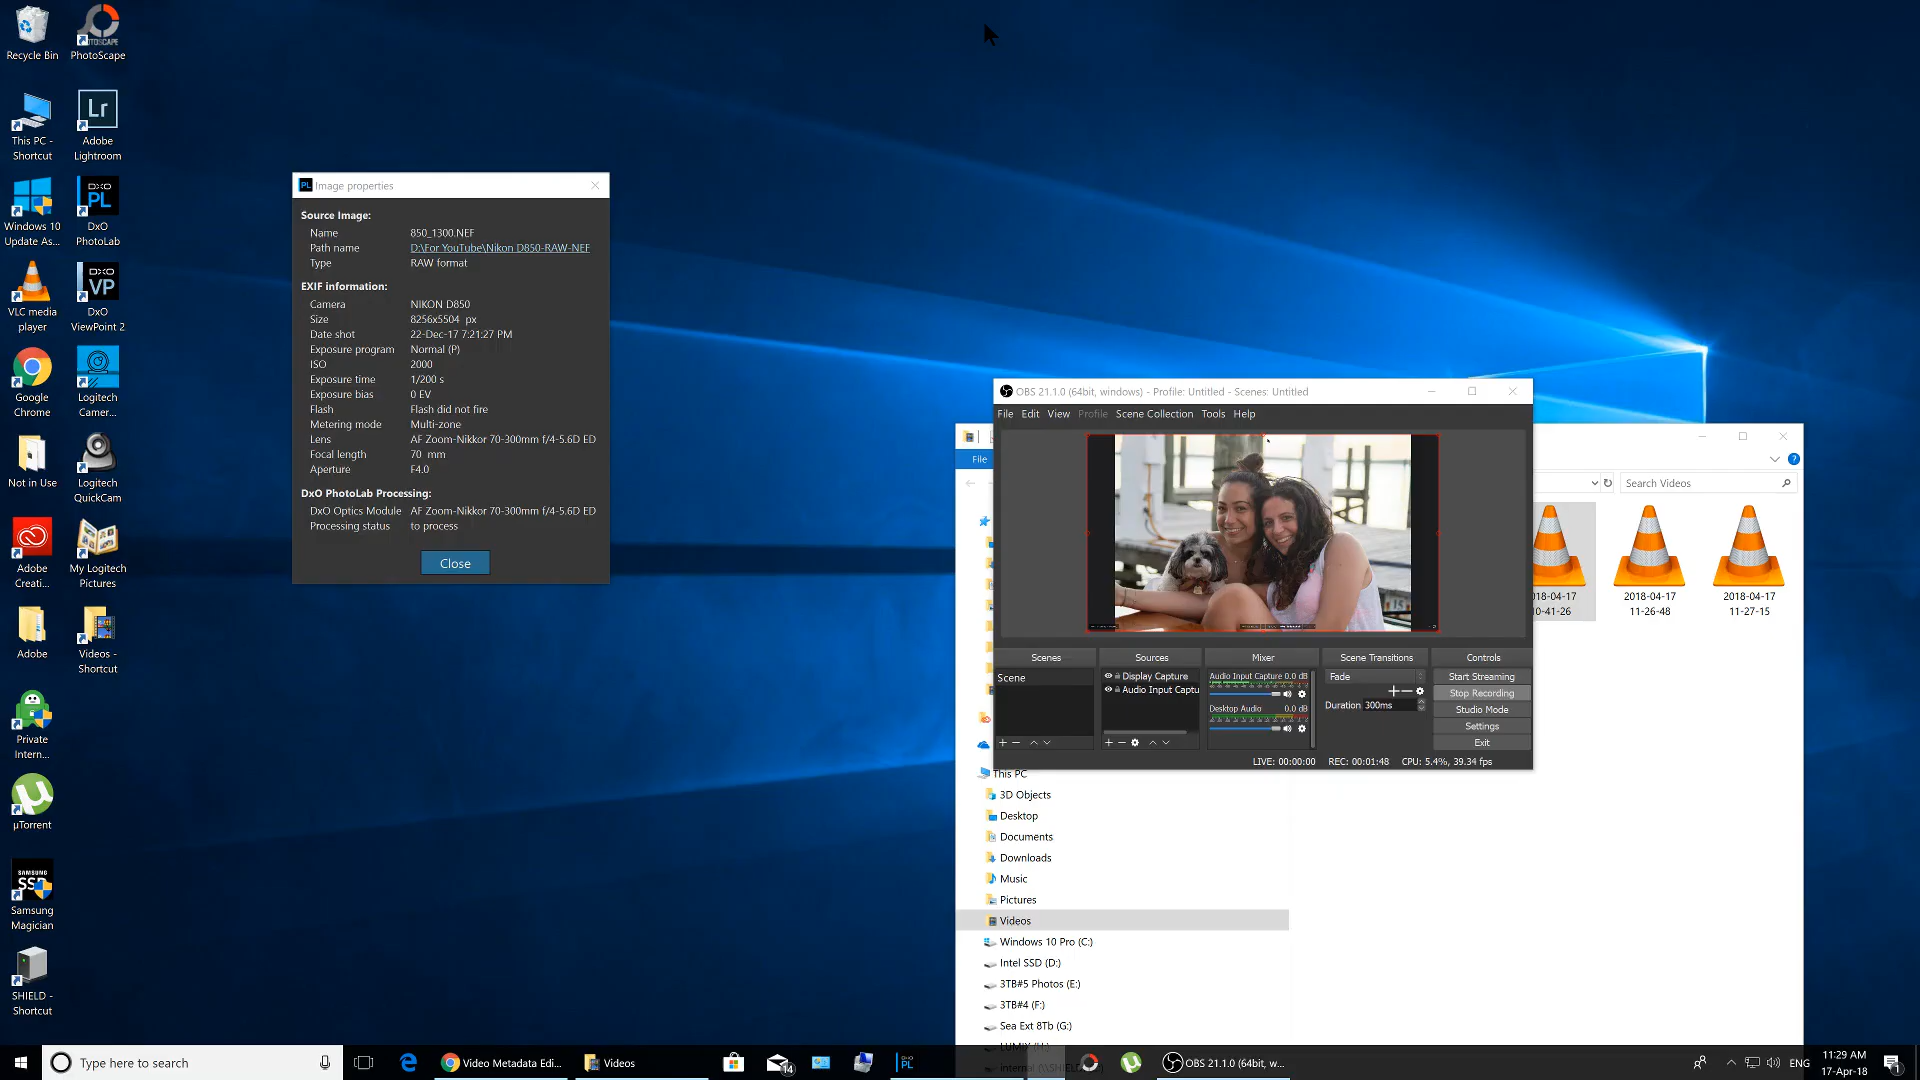 Recycle Bin
PhotoScape
This PC -
Shortcut
Lr
Adobe
Lightroom
Windows 10
Update As...
DXO
PL
DxO
PhotoLab
VLC media
player
DXO
VP
DxO
ViewPoint 2
Google
Chrome
Logitech
Camer...
Not in Use
Logitech
QuickCam
Adobe
Creati...
My Logitech
Pictures
Adobe
Videos -
Shortcut
Private
Intern...
µTorrent
SAMSUNG
SSD
Samsung
Magician
SHIELD -
Shortcut
PL Image properties
Source Image:
Name 850_1300.NEF
Path name D:\For YouTube\Nikon D850-RAW-NEF
Type RAW format
EXIF information:
Camera NIKON D850
Size 8256x5504 px
Date shot 22-Dec-17 7:21:27 PM
Exposure program Normal (P)
ISO 2000
Exposure time 1/200 s
Exposure bias 0 EV
Flash Flash did not fire
Metering mode Multi-zone
Lens AF Zoom-Nikkor 70-300mm f/4-5.6D ED
Focal length 70 mm
Aperture F4.0
DxO PhotoLab Processing:
DxO Optics Module AF Zoom-Nikkor 70-300mm f/4-5.6D ED
Processing status to process
Close
OBS 21.1.0 (64bit, windows) - Profile: Untitled - Scenes: Untitled
File Edit View Profile Scene Collection Tools Help
Scenes Sources Mixer Scene Transitions Controls
Scene
Display Capture
Audio Input Captu
Audio Input Capture 0.0 dB
Desktop Audio 0.0 dB
Fade
Duration 300ms
Start Streaming
Stop Recording
Studio Mode
Settings
Exit
LIVE: 00:00:00 REC: 00:01:48 CPU: 5.4%, 39.34 fps
File
Search Videos
2018-04-17
11-26-48
2018-04-17
11-27-15
018-04-17
0-41-26
This PC
3D Objects
Desktop
Documents
Downloads
Music
Pictures
Videos
Windows 10 Pro (C:)
Intel SSD (D:)
3TB#5 Photos (E:)
3TB#4 (F:)
Sea Ext 8Tb (G:)
Type here to search
Video Metadata Edi...
Videos
14
DXO
PL
OBS 21.1.0 (64bit, w...
ENG
11:29 AM
17-Apr-18
1